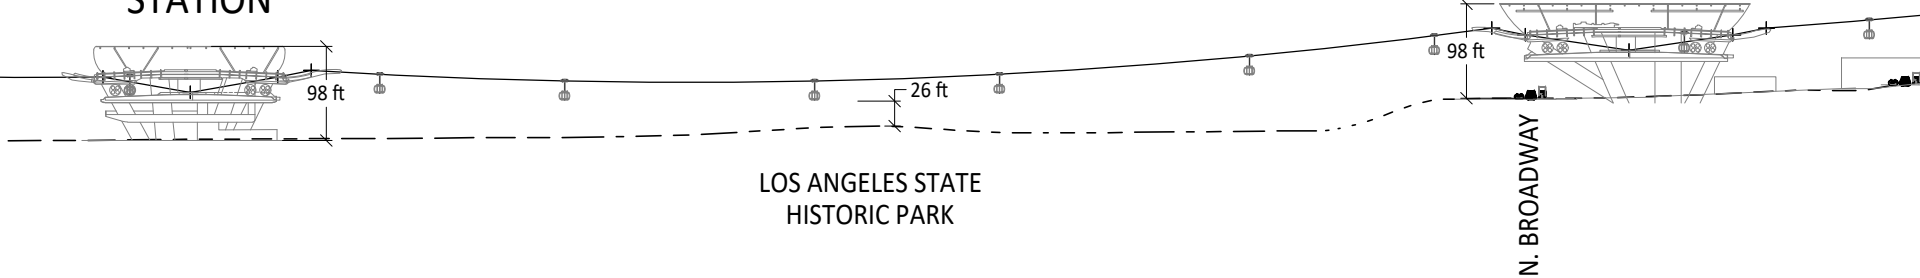 STATION
98 ft
26 ft
98 ft
LOS ANGELES STATE
HISTORIC PARK
N. BROADWAY